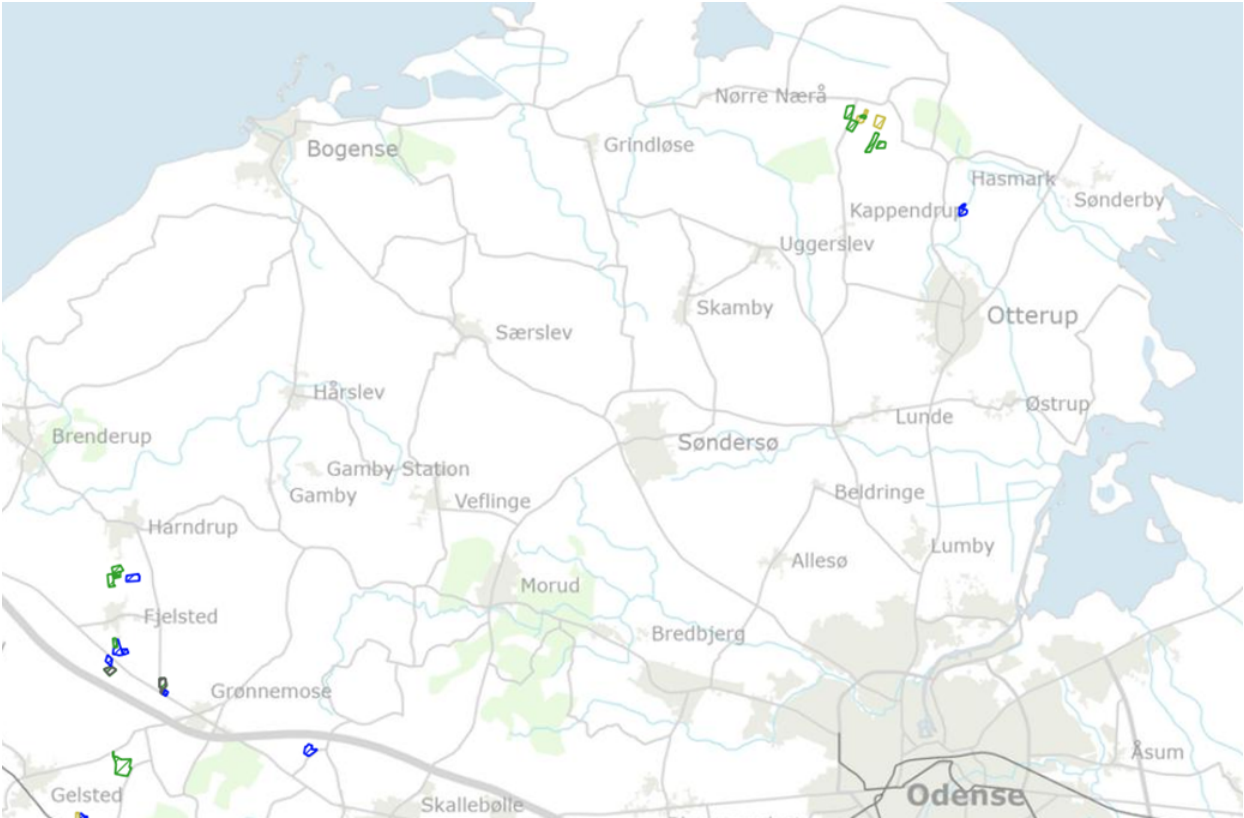 Nørre Nærå
Bogense
Grindløse
Hasmark
Sønderby
Kappendrup
Uggerslev
Skamby
Otterup
Særslev
Hårslev
Østrup
Lunde
Brenderup
Søndersø
Gamby Station
Gamby
Veflinge
Beldringe
Harndrup
Lumby
Allesø
Morud
Fjelsted
Bredbjerg
Grønnemose
Åsum
Gelsted
Odense
Skallebølle